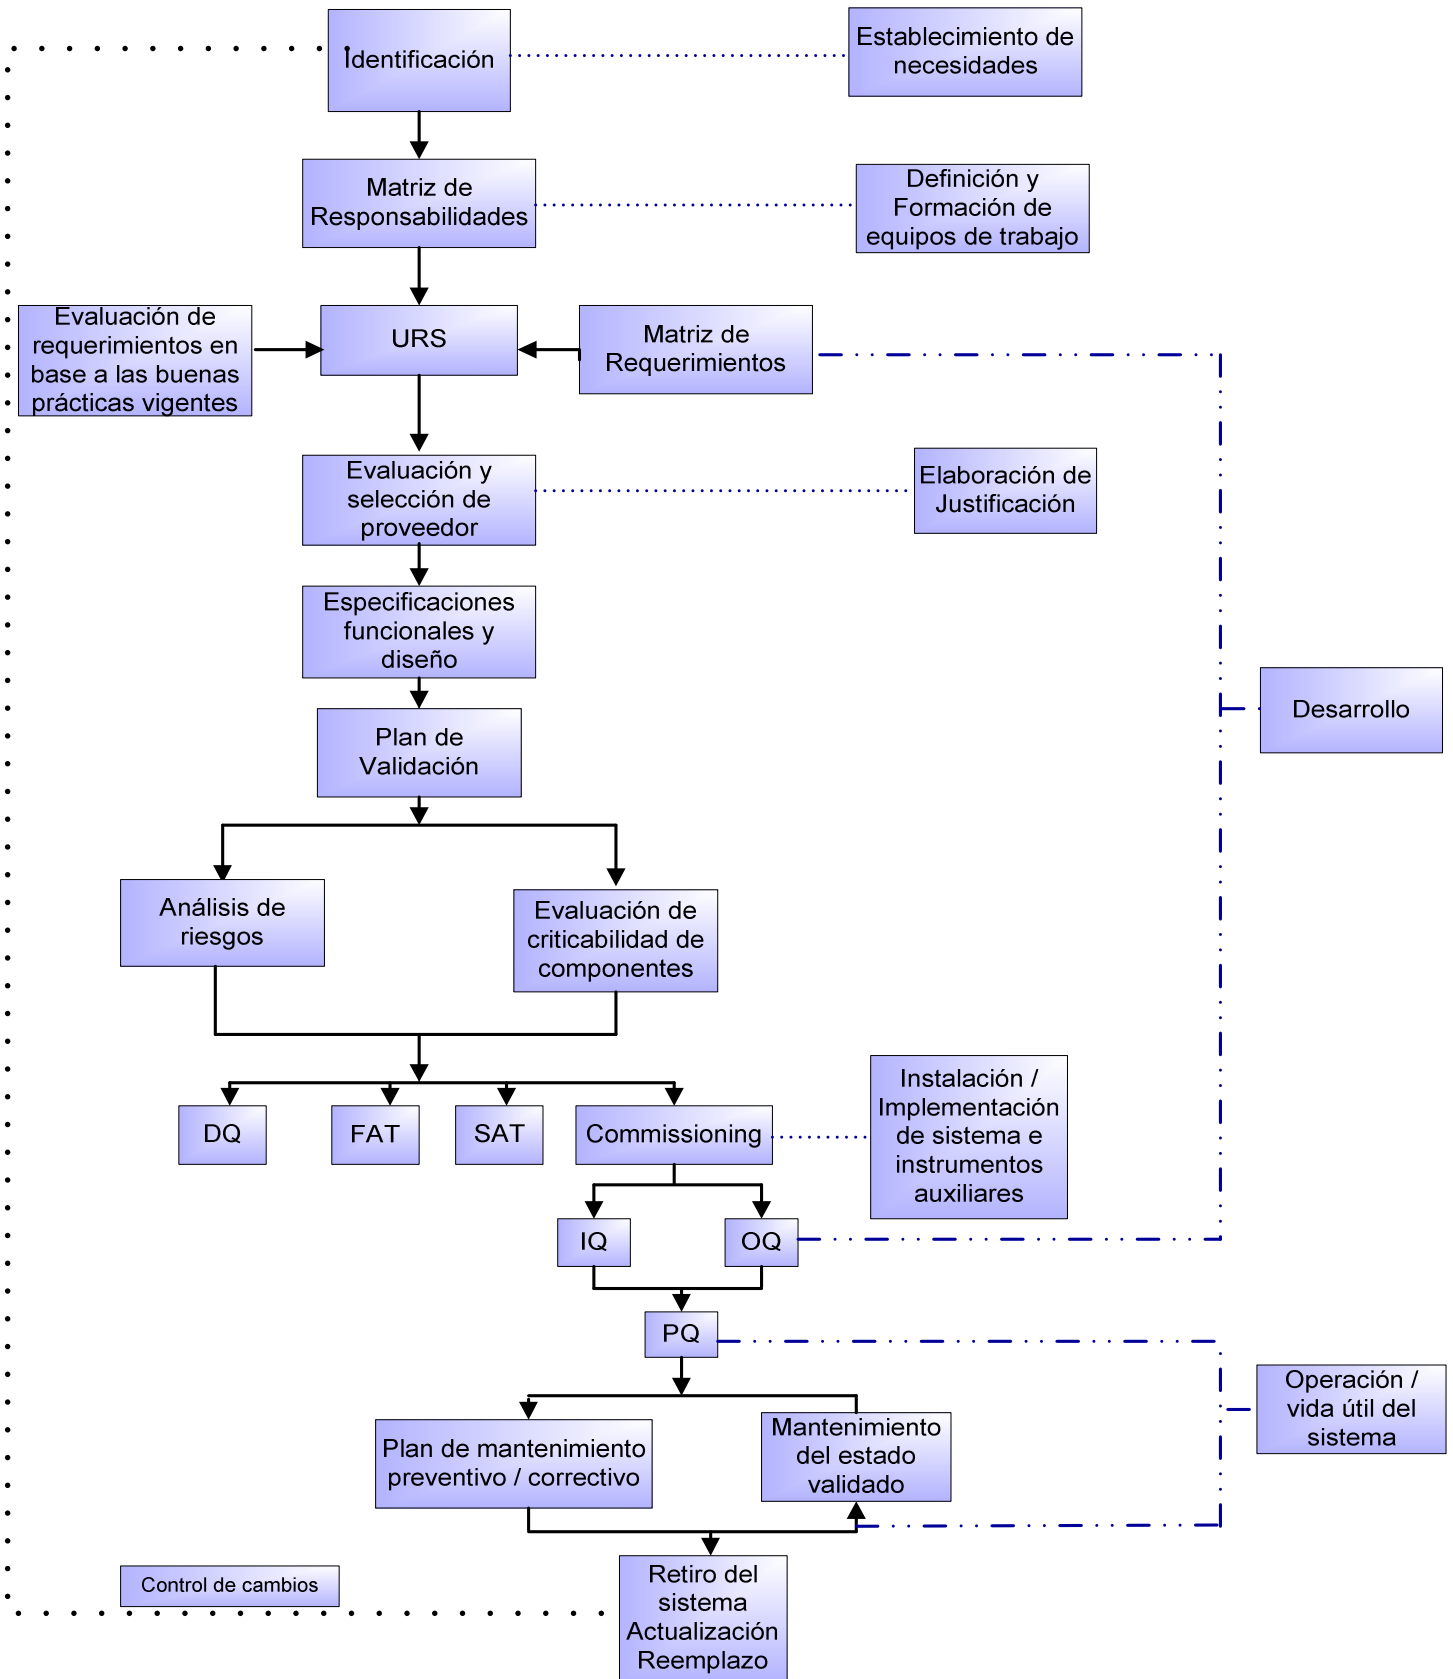 Identificación
Establecimiento de
necesidades
Matriz de
Responsabilidades
Definición y
Formación de
equipos de trabajo
Evaluación de
requerimientos en
base a las buenas
prácticas vigentes
URS
Matriz de
Requerimientos
Evaluación y
selección de
proveedor
Elaboración de
Justificación
Especificaciones
funcionales y
diseño
Desarrollo
Plan de
Validación
Análisis de
riesgos
Evaluación de
criticabilidad de
componentes
DQ
FAT
SAT
Commissioning
Instalación /
Implementación
de sistema e
instrumentos
auxiliares
IQ
OQ
PQ
Operación /
vida útil del
sistema
Plan de mantenimiento
preventivo / correctivo
Mantenimiento
del estado
validado
Control de cambios
Retiro del
sistema
Actualización
Reemplazo